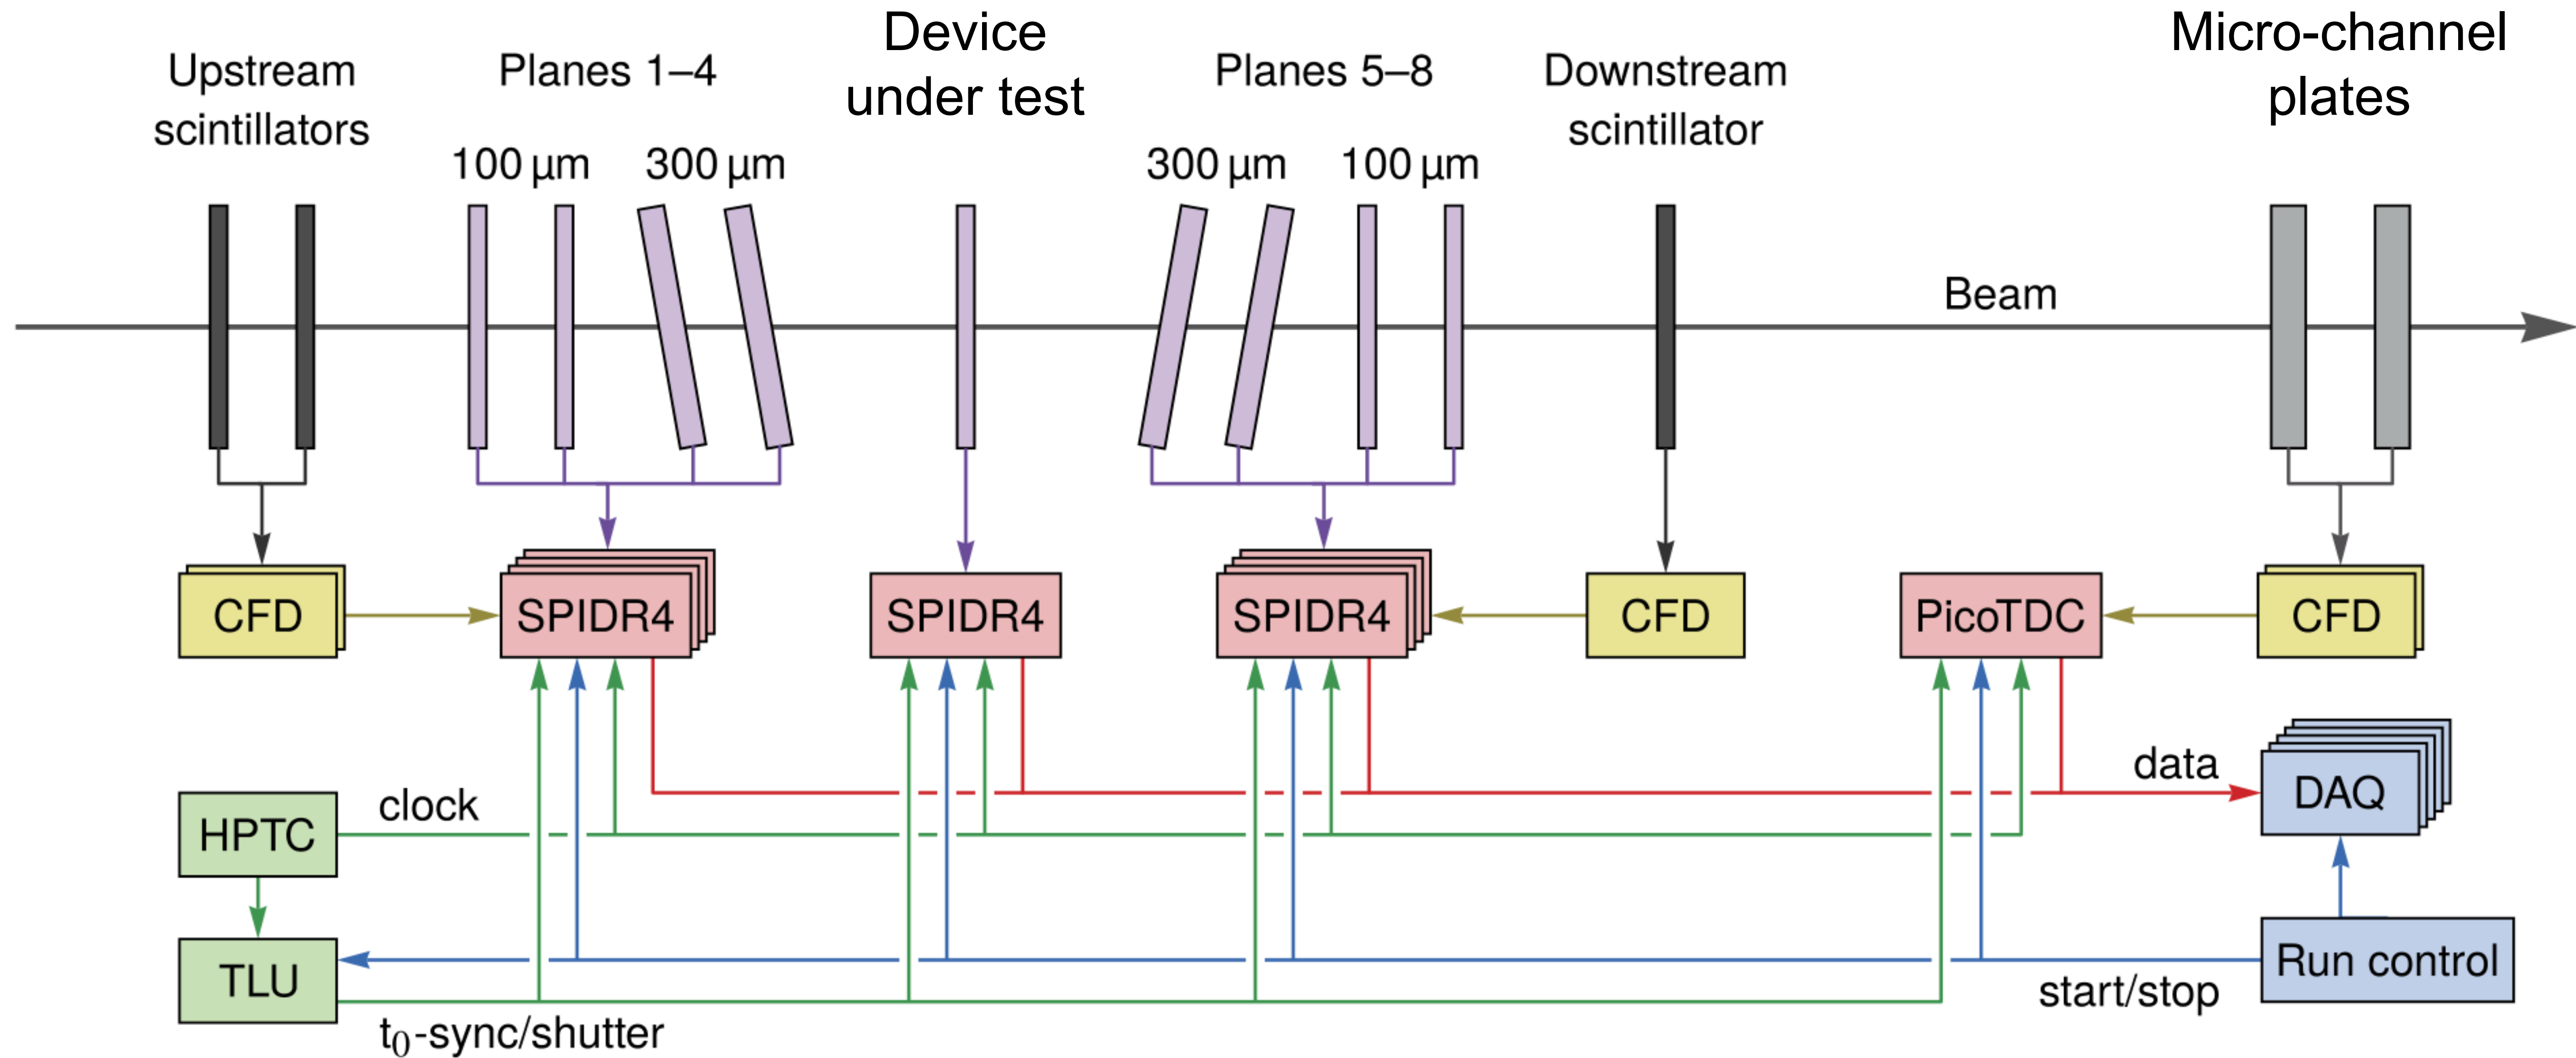 Upstream
scintillators
Planes 1–4
100 µm 300 µm
Device
under test
Planes 5–8
300 µm 100 µm
Downstream
scintillator
Micro-channel
plates
Beam
CFD
SPIDR4
SPIDR4
SPIDR4
CFD
PicoTDC
CFD
HPTC
clock
data
DAQ
TLU
t₀-sync/shutter
start/stop
Run control